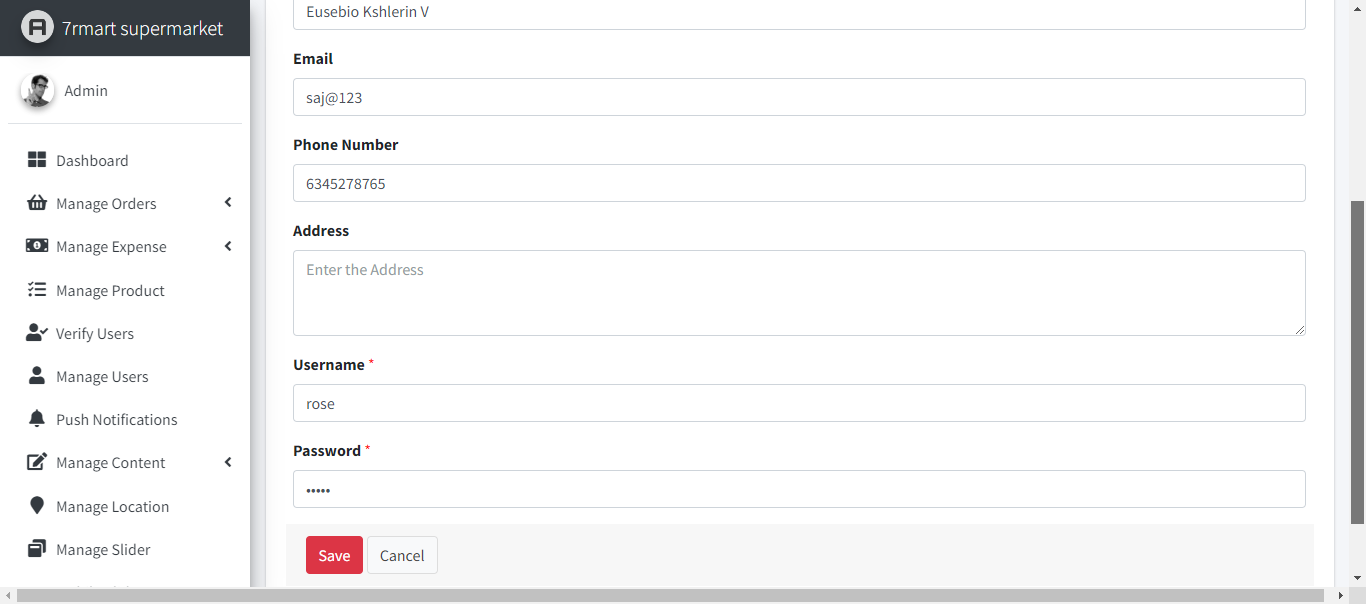 7rmart supermarket
Admin
Dashboard
Manage Orders
Manage Expense
Manage Product
Verify Users
Manage Users
Push Notifications
Manage Content
Manage Location
Manage Slider
Eusebio Kshlerin V
Email
saj@123
Phone Number
6345278765
Address
Enter the Address
Username *
rose
Password *
•••••
Save Cancel